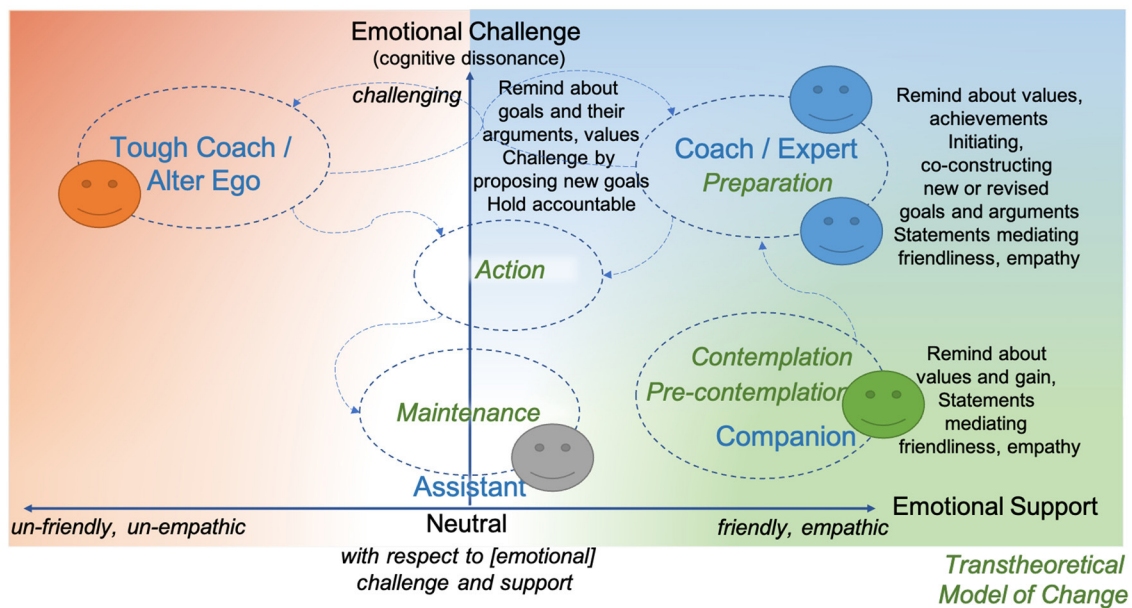 Emotional Challenge
(cognitive dissonance)
challenging
Remind about
goals and their
arguments, values
Challenge by
proposing new goals
Hold accountable
Tough Coach /
Alter Ego
Coach / Expert
Preparation
Remind about values,
achievements
Initiating,
co-constructing
new or revised
goals and arguments
Statements mediating
friendliness, empathy
Action
Contemplation
Pre-contemplation
Companion
Remind about
values and gain,
Statements
mediating
friendliness, empathy
Maintenance
Assistant
Emotional Support
un-friendly, un-empathic
Neutral
friendly, empathic
with respect to [emotional]
challenge and support
Transtheoretical
Model of Change